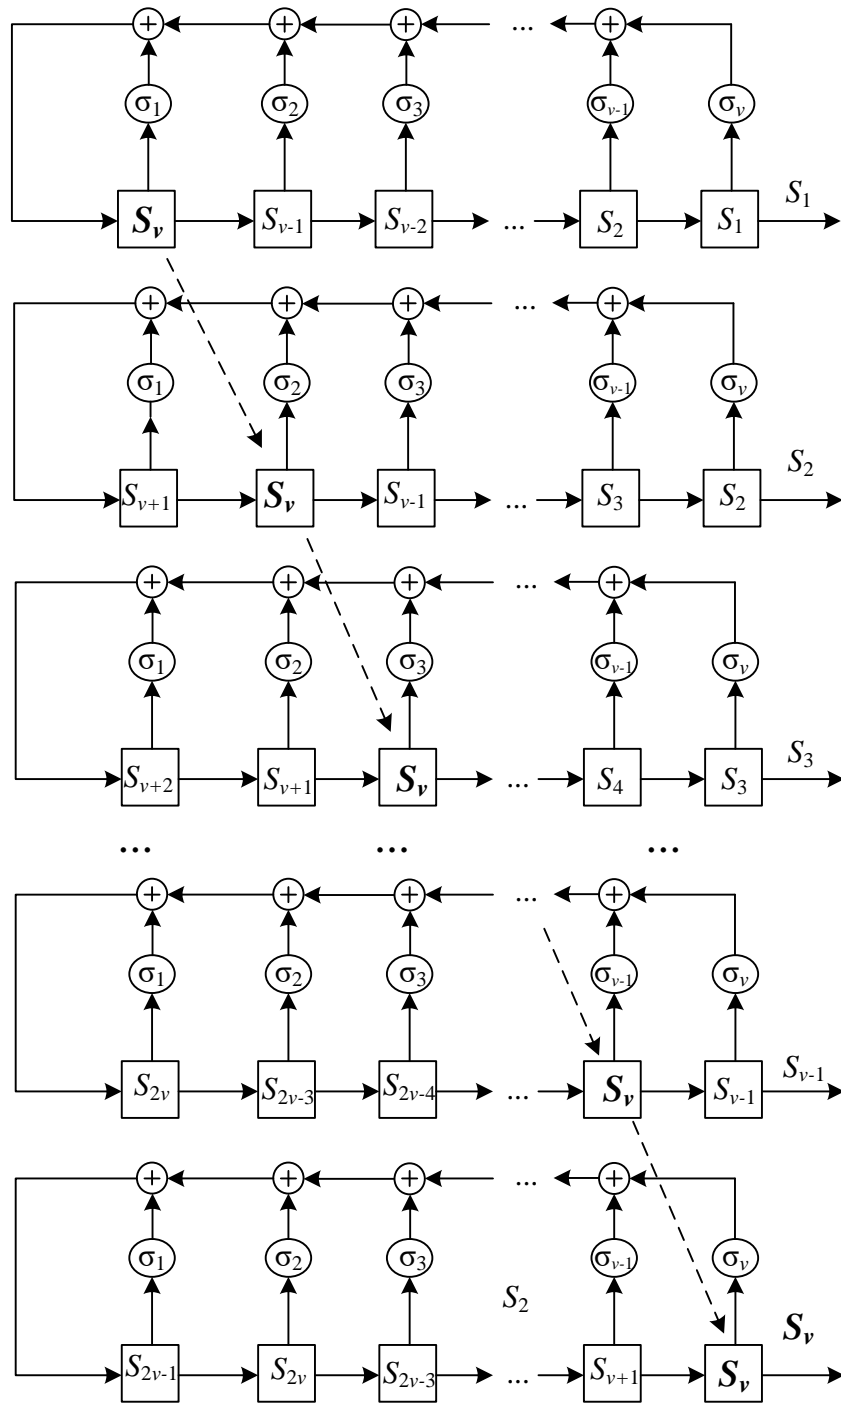 + + + ... +
σ1 σ2 σ3 σv-1 σv
S1
Sv Sv-1 Sv-2 ... S2 S1
+ + + ... +
σ1 σ2 σ3 σv-1 σv
S2
Sv+1 Sv Sv-1 ... S3 S2
+ + + ... +
σ1 σ2 σ3 σv-1 σv
S3
Sv+2 Sv+1 Sv ... S4 S3
... ... ...
+ + + ... +
σ1 σ2 σ3 σv-1 σv
Sv-1
S2v S2v-3 S2v-4 ... Sv Sv-1
+ + + ... +
σ1 σ2 σ3 σv-1 σv
S2
Sv
S2v-1 S2v S2v-3 ... Sv+1 Sv